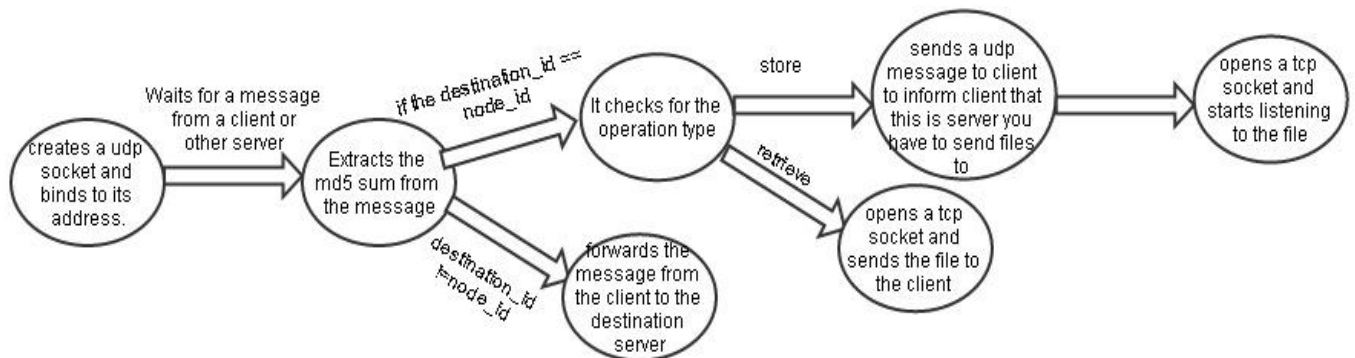 creates a udp
socket and
binds to its
address.
Waits for a message
from a client or
other server
Extracts the
md5 sum from
the message
if the destination_id ==
node_id
It checks for the
operation type
store
sends a udp
message to client
to inform client that
this is server you
have to send files
to
opens a tcp
socket and
starts listening
to the file
retrieve
opens a tcp
socket and
sends the file to
the client
destination_id
!=node_id
forwards the
message from
the client to the
destination
server